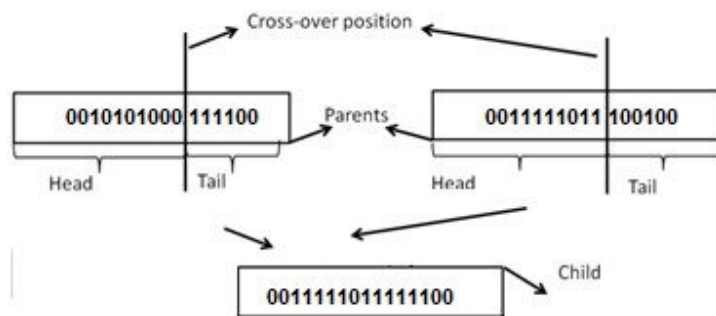 Cross-over position
0010101000 111100
Parents
0011111011 100100
Head
Tail
Head
Tail
Child
0011111011111100